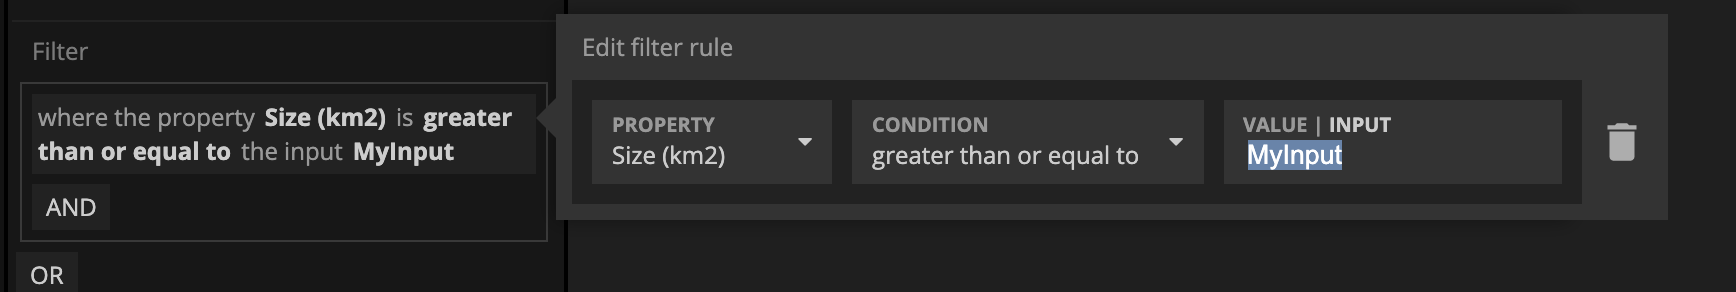 Filter
where the property Size (km2) is greater
than or equal to the input MyInput
AND
OR
Edit filter rule
PROPERTY
Size (km2)
CONDITION
greater than or equal to
VALUE | INPUT
MyInput